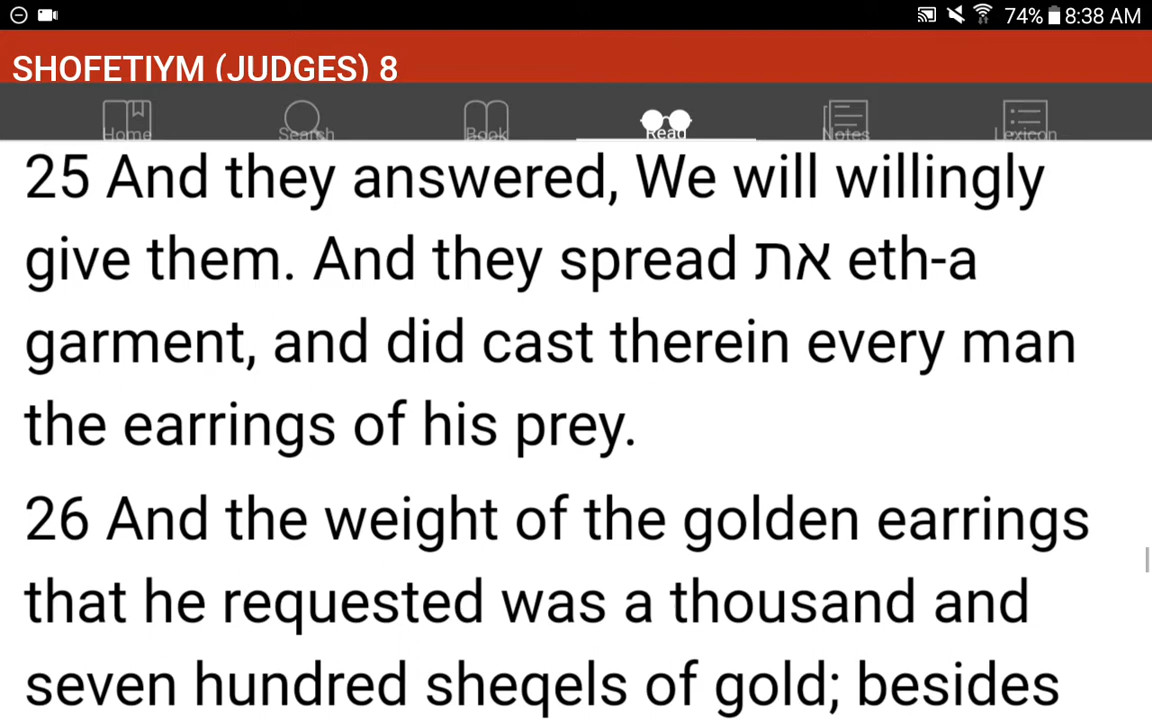 74% 8:38 AM
SHOFETIYM (JUDGES) 8
Home Search Book Read Notes Lexicon
25 And they answered, We will willingly
give them. And they spread את eth-a
garment, and did cast therein every man
the earrings of his prey.
26 And the weight of the golden earrings
that he requested was a thousand and
seven hundred sheqels of gold; besides